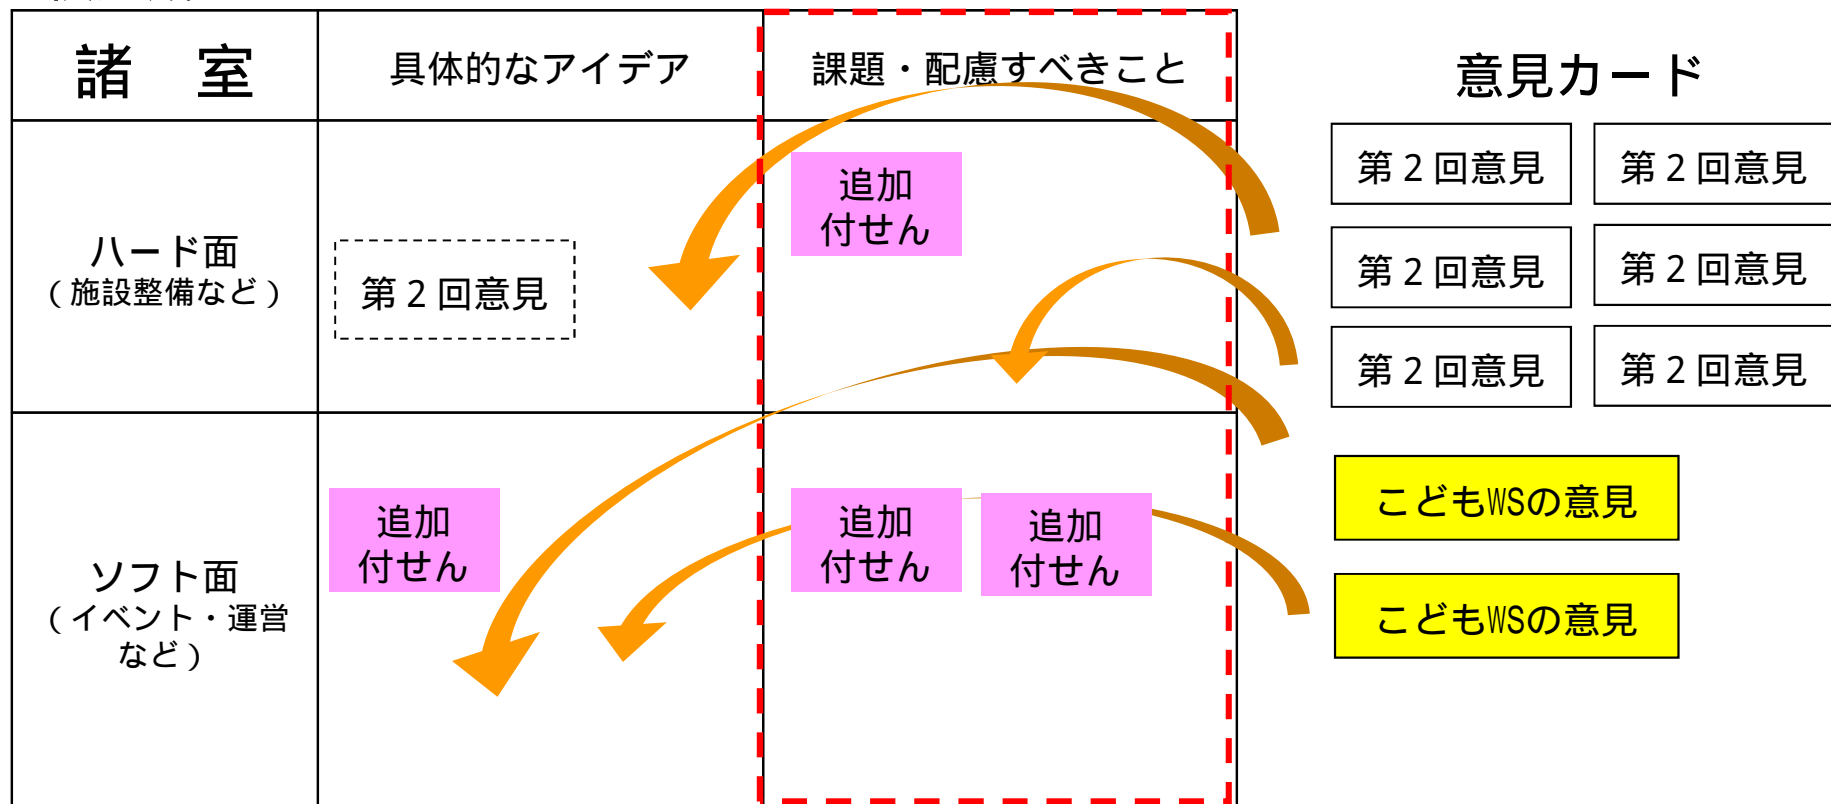 諸　室
具体的なアイデア
課題・配慮すべきこと
意見カード
ハード面
（施設整備など）
第２回意見
追加
付せん
第２回意見
第２回意見
第２回意見
第２回意見
第２回意見
第２回意見
ソフト面
（イベント・運営
など）
追加
付せん
追加
付せん
追加
付せん
こどもWSの意見
こどもWSの意見